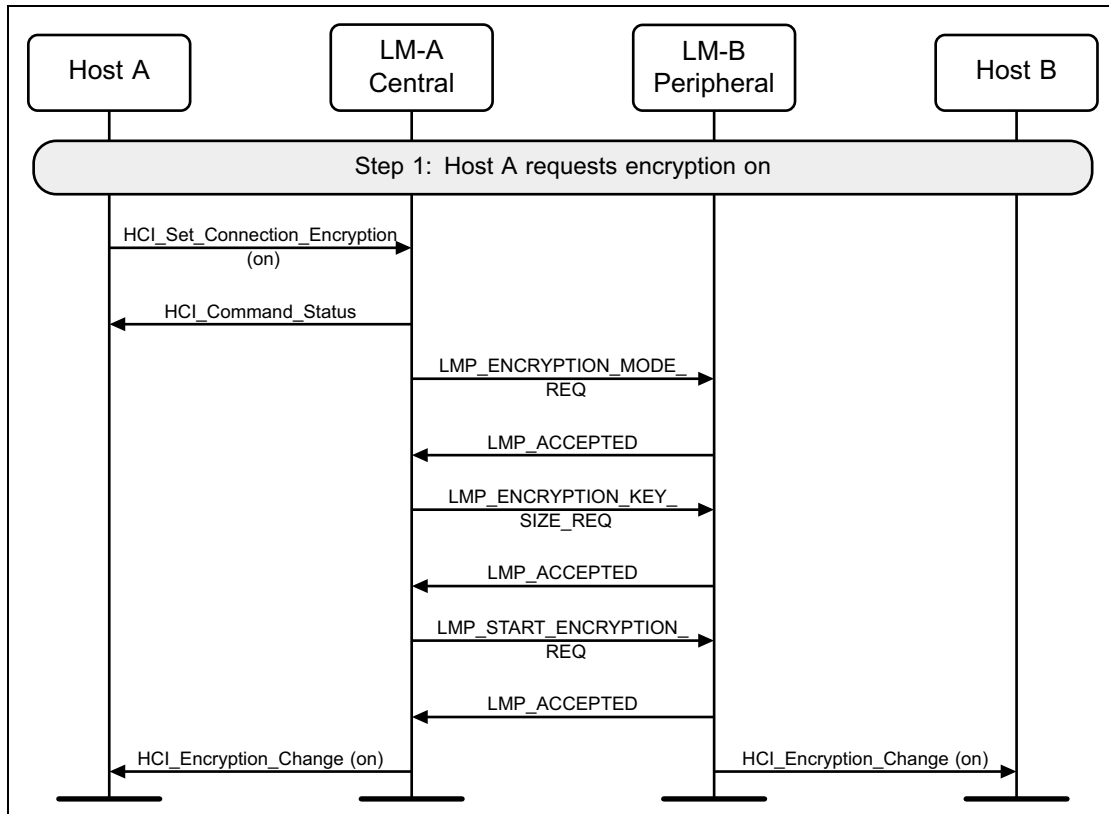 Host A
LM-A
Central
LM-B
Peripheral
Host B
Step 1: Host A requests encryption on
HCI_Set_Connection_Encryption
(on)
HCI_Command_Status
LMP_ENCRYPTION_MODE_
REQ
LMP_ACCEPTED
LMP_ENCRYPTION_KEY_
SIZE_REQ
LMP_ACCEPTED
LMP_START_ENCRYPTION_
REQ
LMP_ACCEPTED
HCI_Encryption_Change (on)
HCI_Encryption_Change (on)